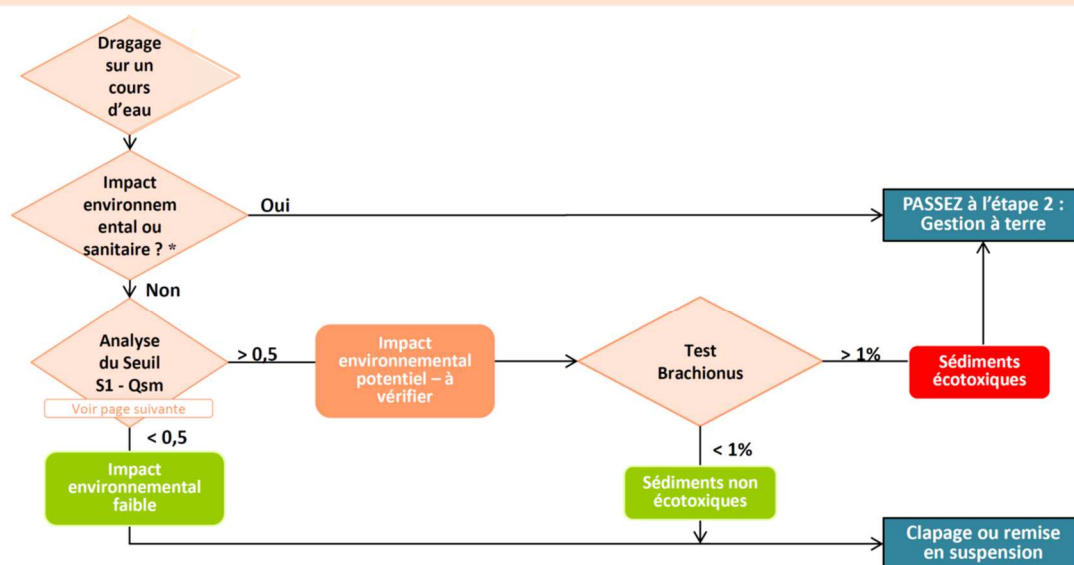 Dragage
sur un
cours
d'eau
Impact
environnem
ental ou
sanitaire ? *
Oui
PASSEZ à l'étape 2 :
Gestion à terre
Non
Analyse
du Seuil
S1 - Qsm
Voir page suivante
> 0,5
Impact
environnemental
potentiel – à
vérifier
Test
Brachionus
> 1%
Sédiments
écotoxiques
< 0,5
Impact
environnemental
faible
< 1%
Sédiments non
écotoxiques
Clapage ou remise
en suspension